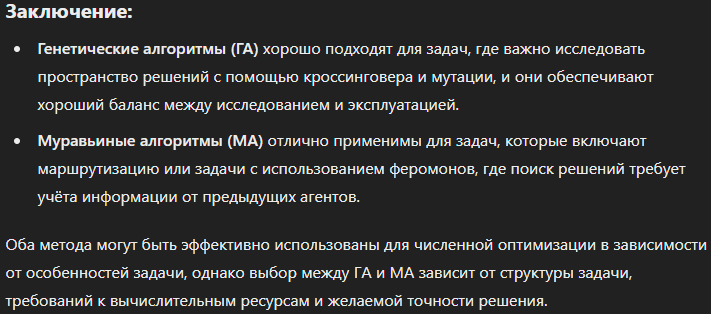 Заключение:
• Генетические алгоритмы (ГА) хорошо подходят для задач, где важно исследовать
пространство решений с помощью кроссинговера и мутации, и они обеспечивают
хороший баланс между исследованием и эксплуатацией.
• Муравьиные алгоритмы (МА) отлично применимы для задач, которые включают
маршрутизацию или задачи с использованием феромонов, где поиск решений требует
учёта информации от предыдущих агентов.
Оба метода могут быть эффективно использованы для численной оптимизации в зависимости
от особенностей задачи, однако выбор между ГА и МА зависит от структуры задачи,
требований к вычислительным ресурсам и желаемой точности решения.